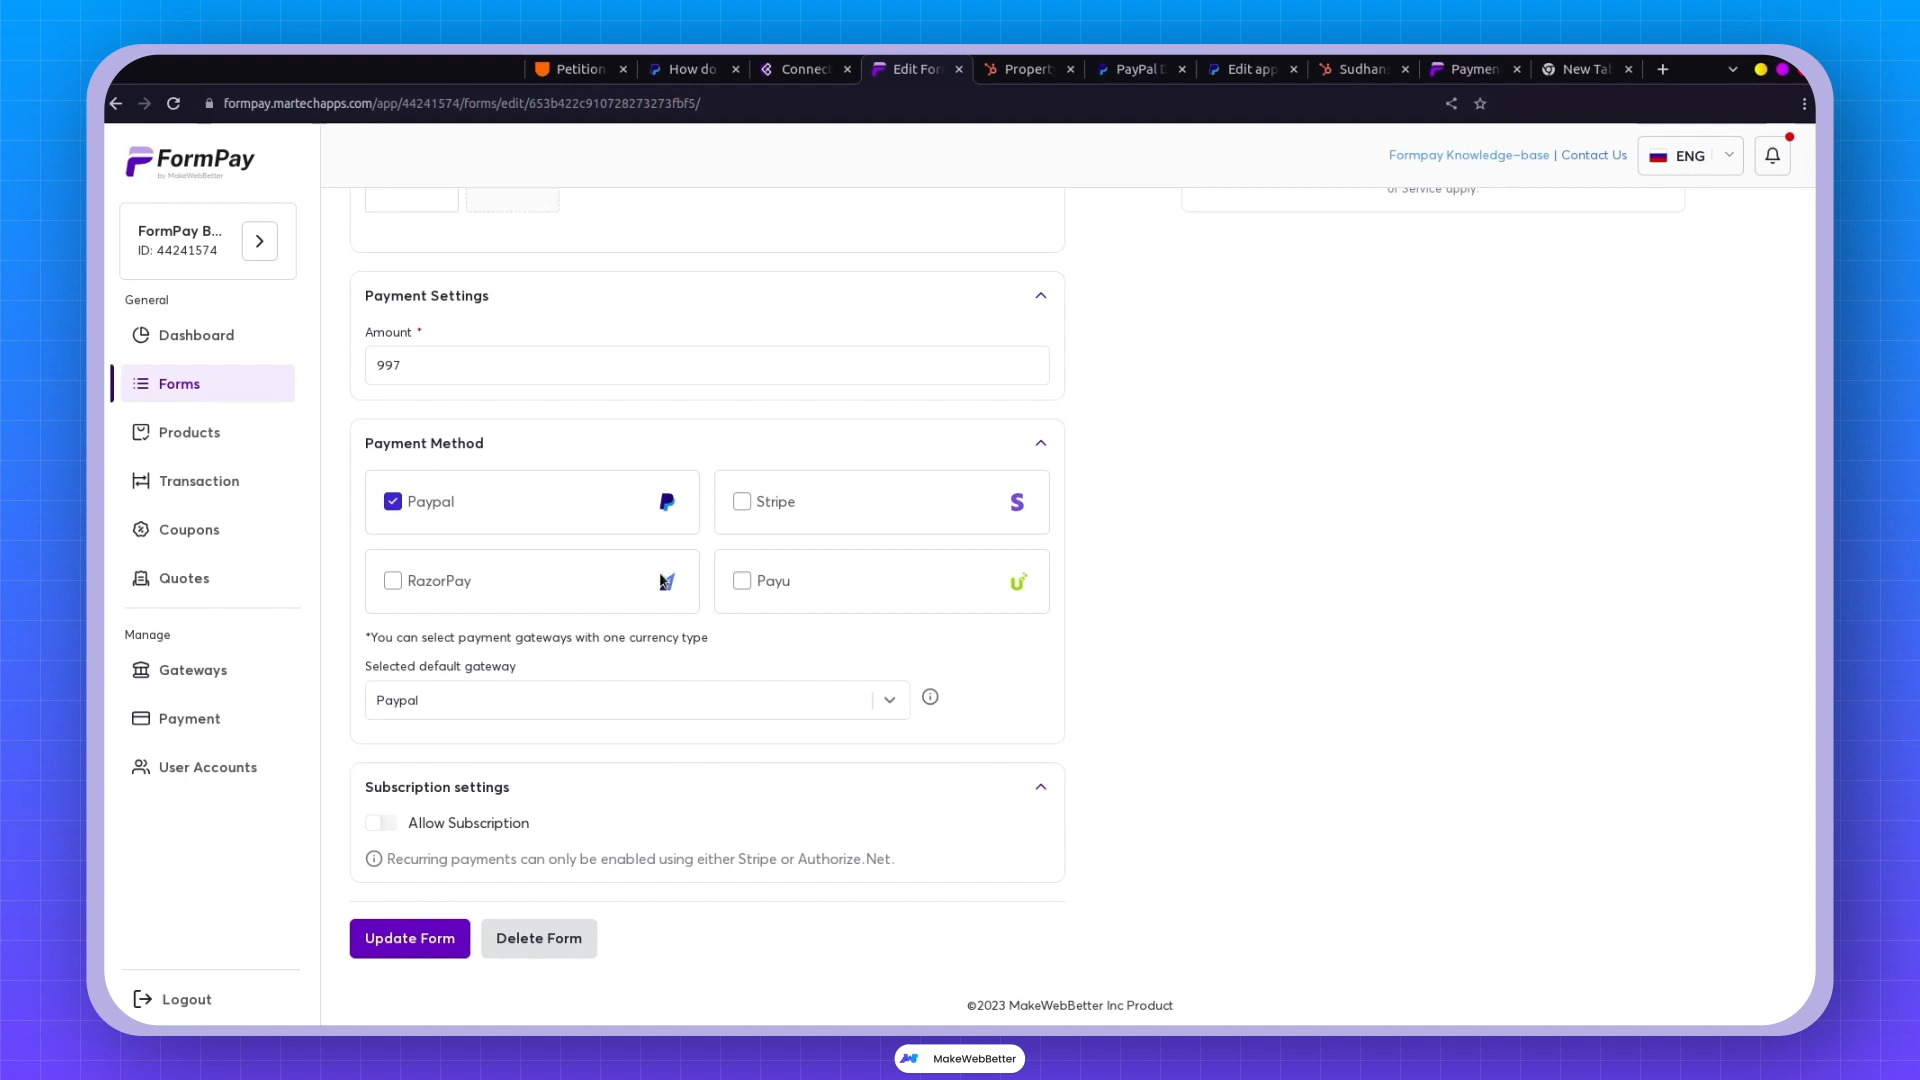 Petition
How do
Connect
Edit For
Property
PayPal D
Edit app
Sudhan
Paymen
New Tab
formpay.martechapps.com/app/44241574/forms/edit/653b422c910728273273fbf5/
FormPay
by MakeWebBetter
Formpay Knowledge-base | Contact Us
ENG
FormPay B...
ID: 44241574
of Service apply.
General
Dashboard
Forms
Products
Transaction
Coupons
Quotes
Manage
Gateways
Payment
User Accounts
Logout
Payment Settings
Amount *
997
Payment Method
Paypal
Stripe
RazorPay
Payu
*You can select payment gateways with one currency type
Selected default gateway
Paypal
Subscription settings
Allow Subscription
Recurring payments can only be enabled using either Stripe or Authorize.Net.
Update Form
Delete Form
©2023 MakeWebBetter Inc Product
MakeWebBetter